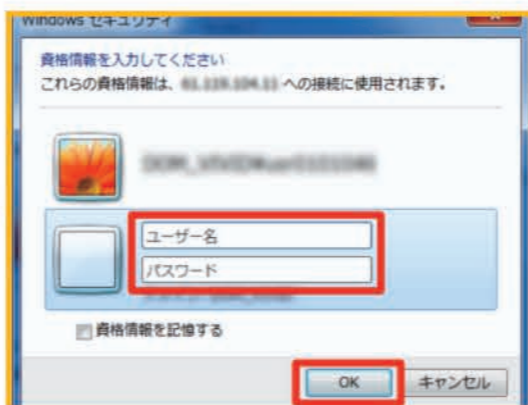 Windows セキュリティ
資格情報を入力してください
これらの資格情報は、 への接続に使用されます。
ユーザー名
パスワード
資格情報を記憶する
OK
キャンセル